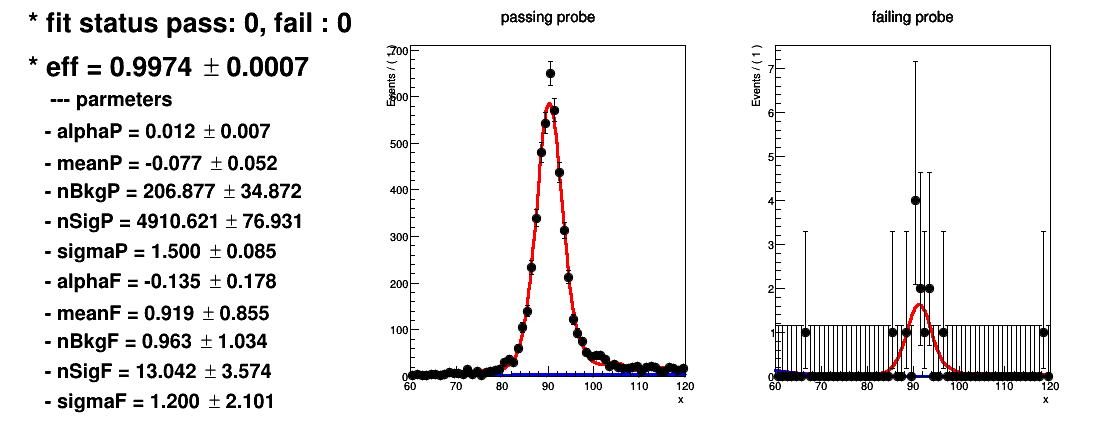 * fit status pass: 0, fail : 0
* eff = 0.9974 ± 0.0007
--- parmeters
- alphaP = 0.012 ± 0.007
- meanP = -0.077 ± 0.052
- nBkgP = 206.877 ± 34.872
- nSigP = 4910.621 ± 76.931
- sigmaP = 1.500 ± 0.085
- alphaF = -0.135 ± 0.178
- meanF = 0.919 ± 0.855
- nBkgF = 0.963 ± 1.034
- nSigF = 13.042 ± 3.574
- sigmaF = 1.200 ± 2.101
passing probe
Events / ( 1 )
700
600
500
400
300
200
100
0
60 70 80 90 100 110 120
x
failing probe
Events / ( 1 )
7
6
5
4
3
2
1
0
60 70 80 90 100 110 120
x